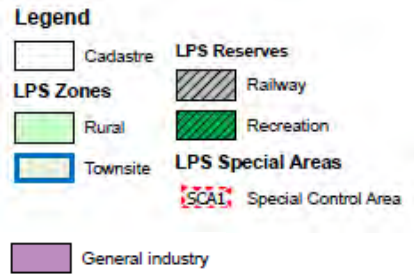 Legend
Cadastre
LPS Zones
Rural
Townsite
LPS Reserves
Railway
Recreation
LPS Special Areas
SCA1 Special Control Area
General industry